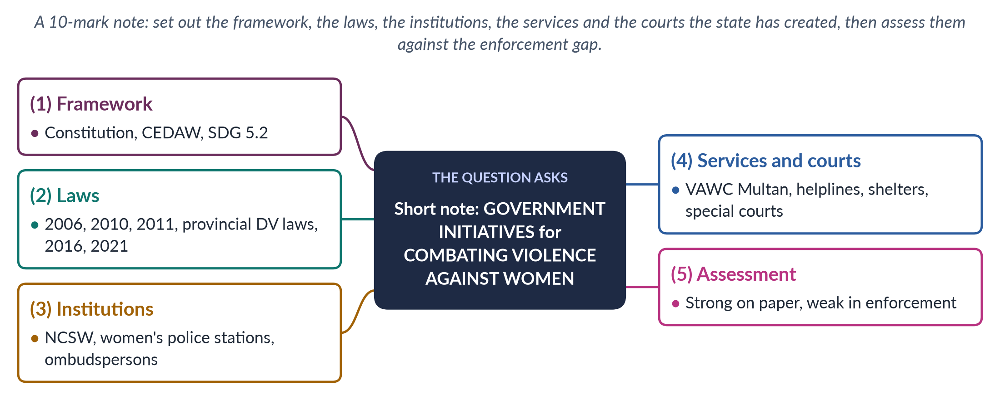 A 10-mark note: set out the framework, the laws, the institutions, the services and the courts the state has created, then assess them
against the enforcement gap.
(1) Framework
• Constitution, CEDAW, SDG 5.2
(2) Laws
• 2006, 2010, 2011, provincial DV laws,
2016, 2021
(3) Institutions
• NCSW, women's police stations,
ombudspersons
THE QUESTION ASKS
Short note: GOVERNMENT
INITIATIVES for
COMBATING VIOLENCE
AGAINST WOMEN
(4) Services and courts
• VAWC Multan, helplines, shelters,
special courts
(5) Assessment
• Strong on paper, weak in enforcement